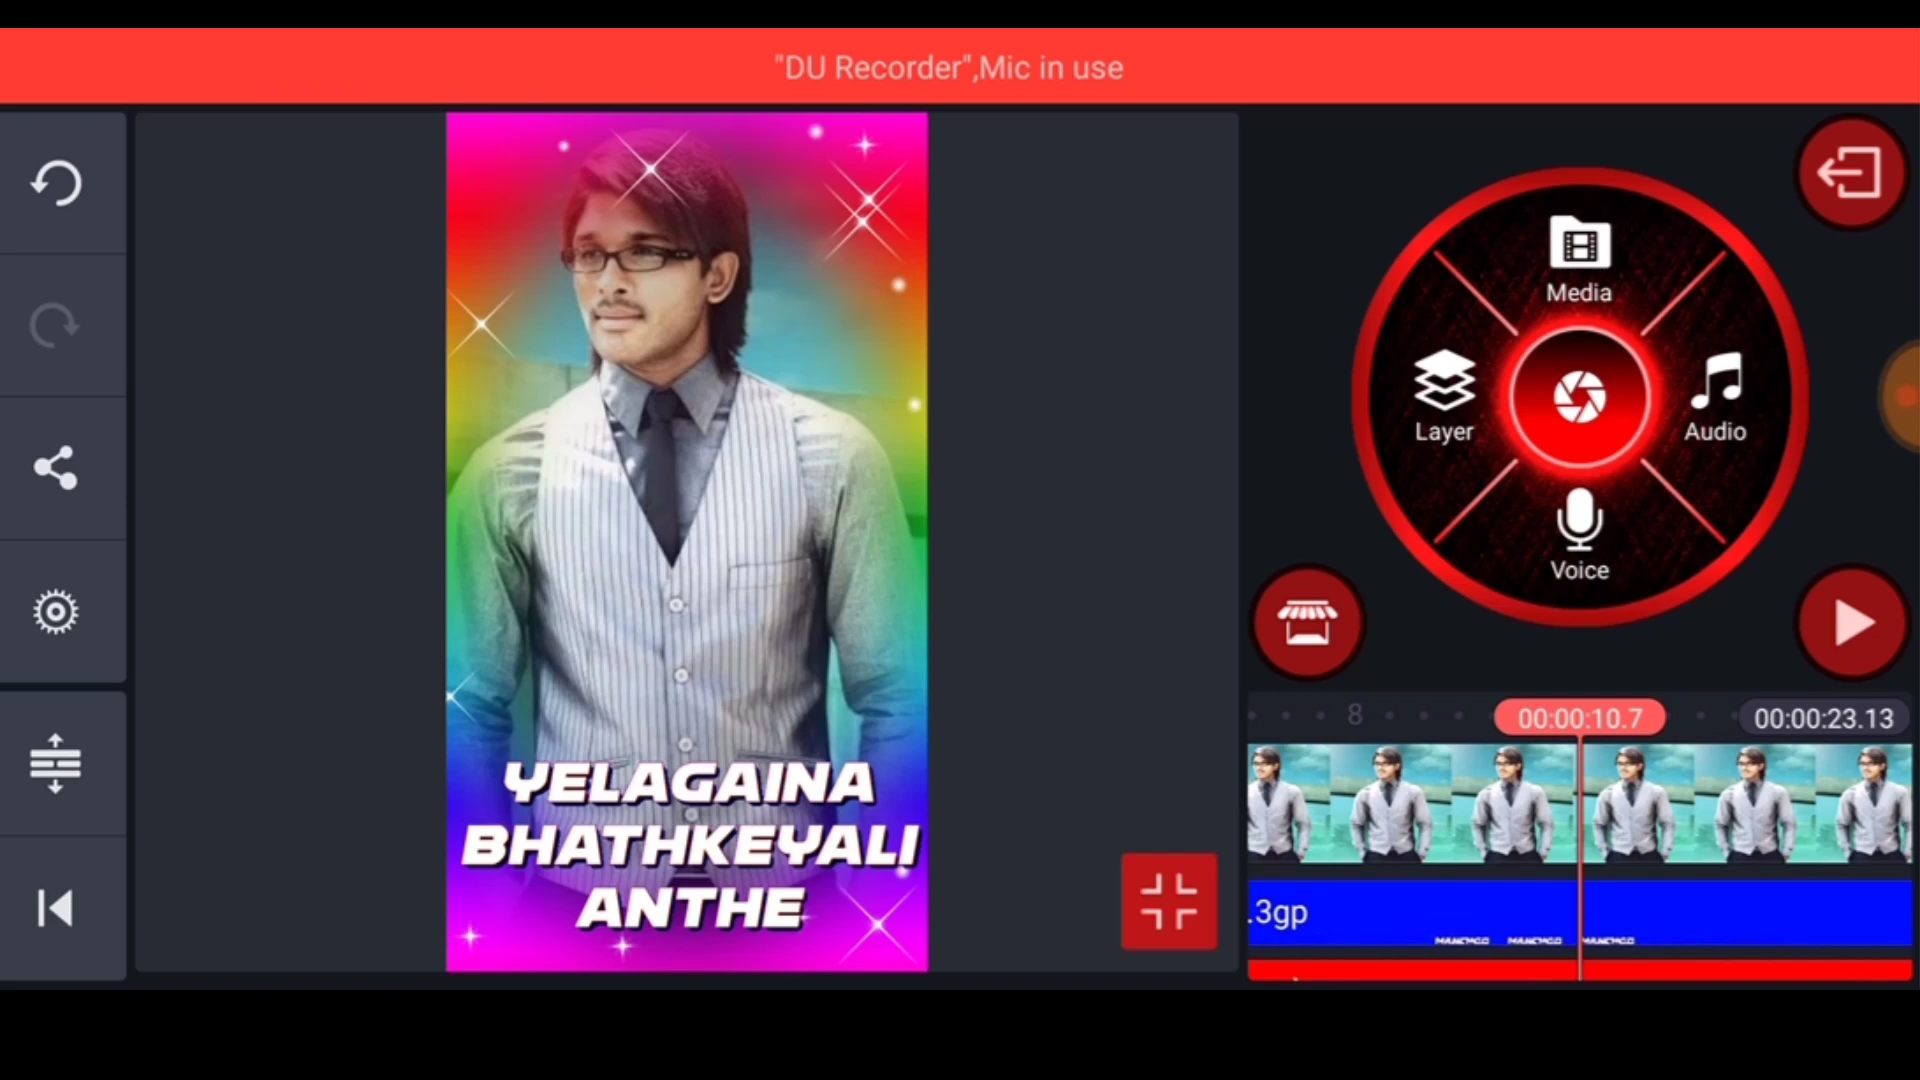 "DU Recorder",Mic in use
Media
Layer
Audio
Voice
8
00:00:10.7
00:00:23.13
.3gp
YELAGAINA
BHATHKEYALI
ANTHE